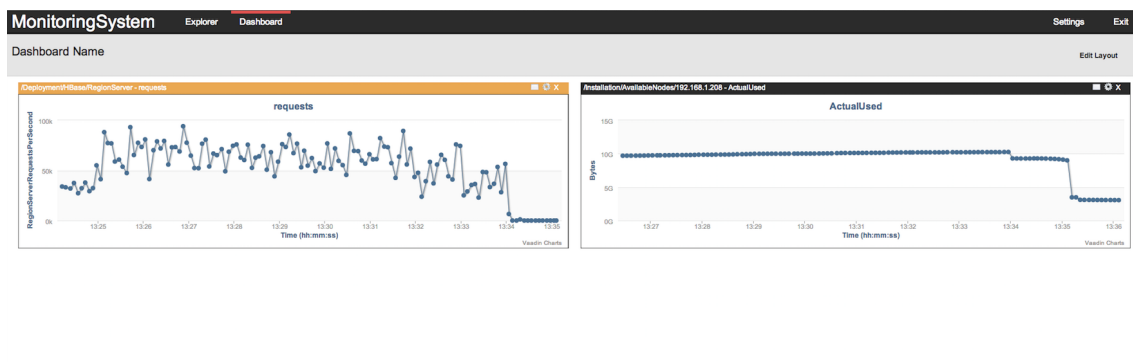 MonitoringSystem Explorer Dashboard Settings Exit
Dashboard Name Edit Layout
/Deployment/HBase/RegionServer - requests X
requests
RegionServerRequestsPerSecond
100k
50k
0k
13:25 13:26 13:27 13:28 13:29 13:30 13:31 13:32 13:33 13:34 13:35
Time (hh:mm:ss)
Vaadin Charts
/Installation/AvailableNodes/192.168.1.208 - ActualUsed X
ActualUsed
Bytes
15G
10G
5G
0G
13:27 13:28 13:29 13:30 13:31 13:32 13:33 13:34 13:35 13:36
Time (hh:mm:ss)
Vaadin Charts